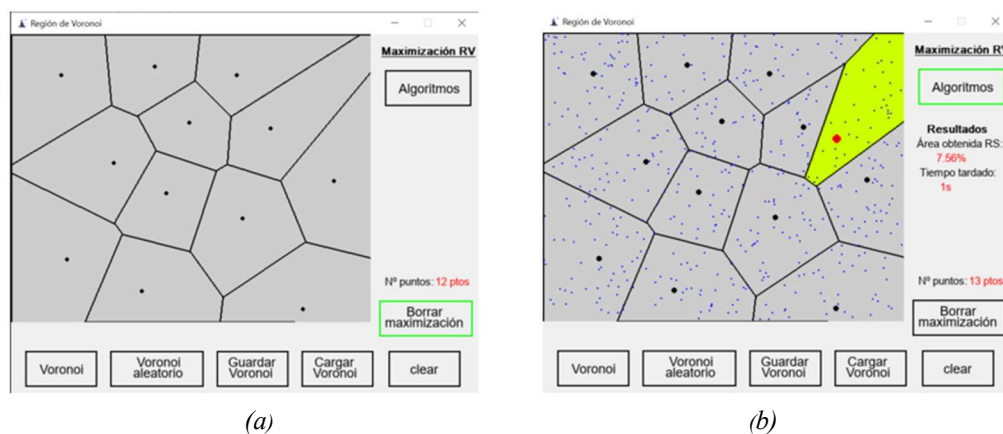 Región de Voronoi
Maximización RV
Algoritmos
Nº puntos: 12 ptos
Borrar
maximización
Voronoi
Voronoi
aleatorio
Guardar
Voronoi
Cargar
Voronoi
clear
(a)
Región de Voronoi
Maximización RV
Algoritmos
Resultados
Área obtenida RS:
7.56%
Tiempo tardado:
1s
Nº puntos: 13 ptos
Borrar
maximización
Voronoi
Voronoi
aleatorio
Guardar
Voronoi
Cargar
Voronoi
clear
(b)